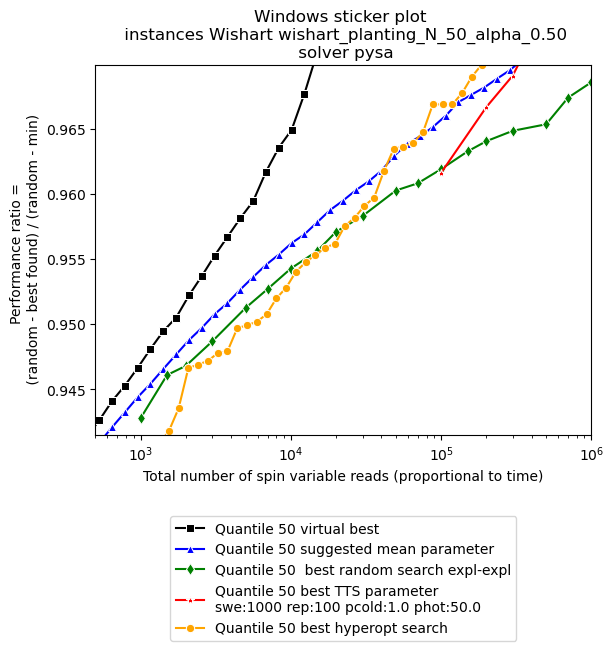 Windows sticker plot
instances Wishart wishart_planting_N_50_alpha_0.50
solver pysa
Performance ratio =
(random - best found) / (random - min)
0.965
0.960
0.955
0.950
0.945
10³
10⁴
10⁵
10⁶
Total number of spin variable reads (proportional to time)
Quantile 50 virtual best
Quantile 50 suggested mean parameter
Quantile 50  best random search expl-expl
Quantile 50 best TTS parameter
swe:1000 rep:100 pcold:1.0 phot:50.0
Quantile 50 best hyperopt search